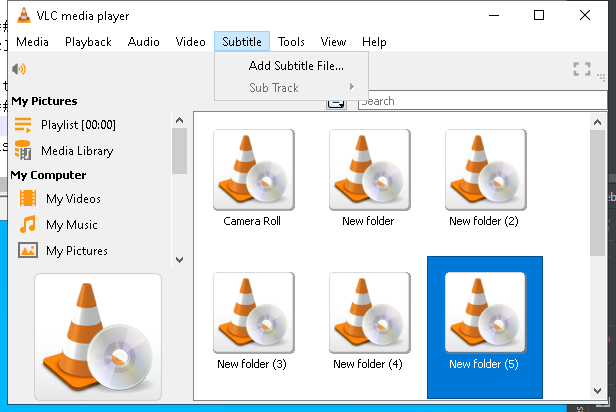 VLC media player
Media Playback Audio Video Subtitle Tools View Help
Add Subtitle File...
Sub Track
My Pictures
Search
Playlist [00:00]
Media Library
My Computer
My Videos
My Music
My Pictures
Camera Roll
New folder
New folder (2)
New folder (3)
New folder (4)
New folder (5)